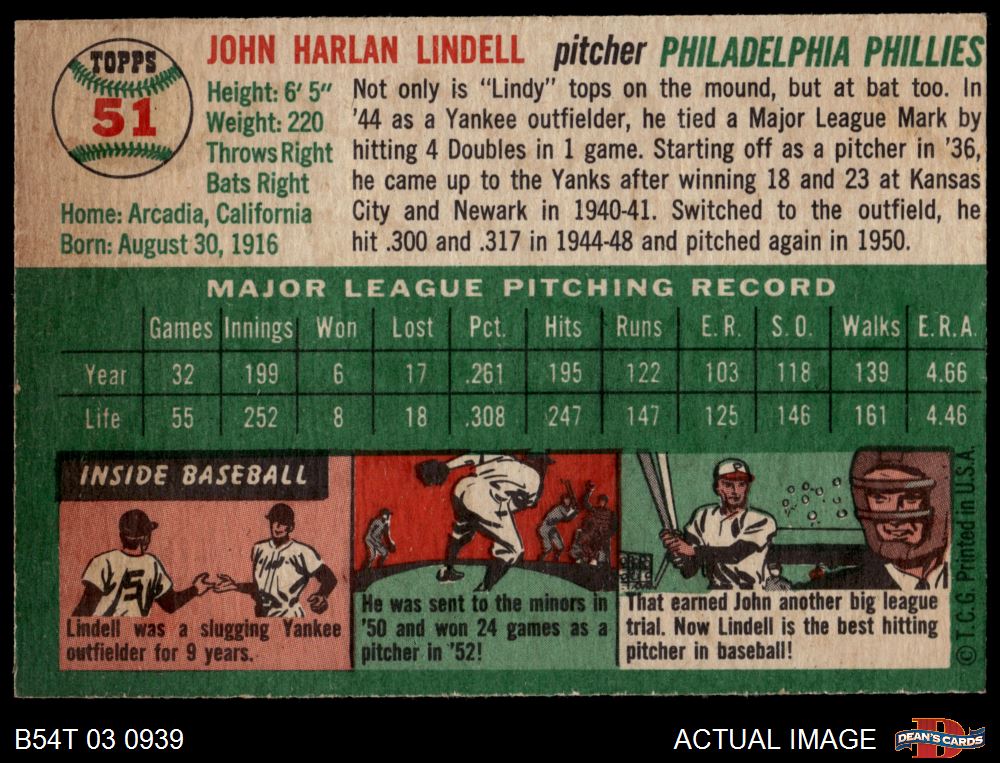 TOPPS
51
JOHN HARLAN LINDELL pitcher PHILADELPHIA PHILLIES
Height: 6' 5"
Weight: 220
Throws Right
Bats Right
Home: Arcadia, California
Born: August 30, 1916
Not only is "Lindy" tops on the mound, but at bat too. In
'44 as a Yankee outfielder, he tied a Major League Mark by
hitting 4 Doubles in 1 game. Starting off as a pitcher in '36,
he came up to the Yanks after winning 18 and 23 at Kansas
City and Newark in 1940-41. Switched to the outfield, he
hit .300 and .317 in 1944-48 and pitched again in 1950.
MAJOR LEAGUE PITCHING RECORD
Games Innings Won Lost Pct. Hits Runs E.R. S.O. Walks E.R.A.
Year 32 199 6 17 .261 195 122 103 118 139 4.66
Life 55 252 8 18 .308 247 147 125 146 161 4.46
INSIDE BASEBALL
5
Lindell was a slugging Yankee
outfielder for 9 years.
He was sent to the minors in
'50 and won 24 games as a
pitcher in '52!
P
That earned John another big league
trial. Now Lindell is the best hitting
pitcher in baseball!
© T.C.G. Printed in U.S.A.
B54T 03 0939
ACTUAL IMAGE
DEAN'S CARDS